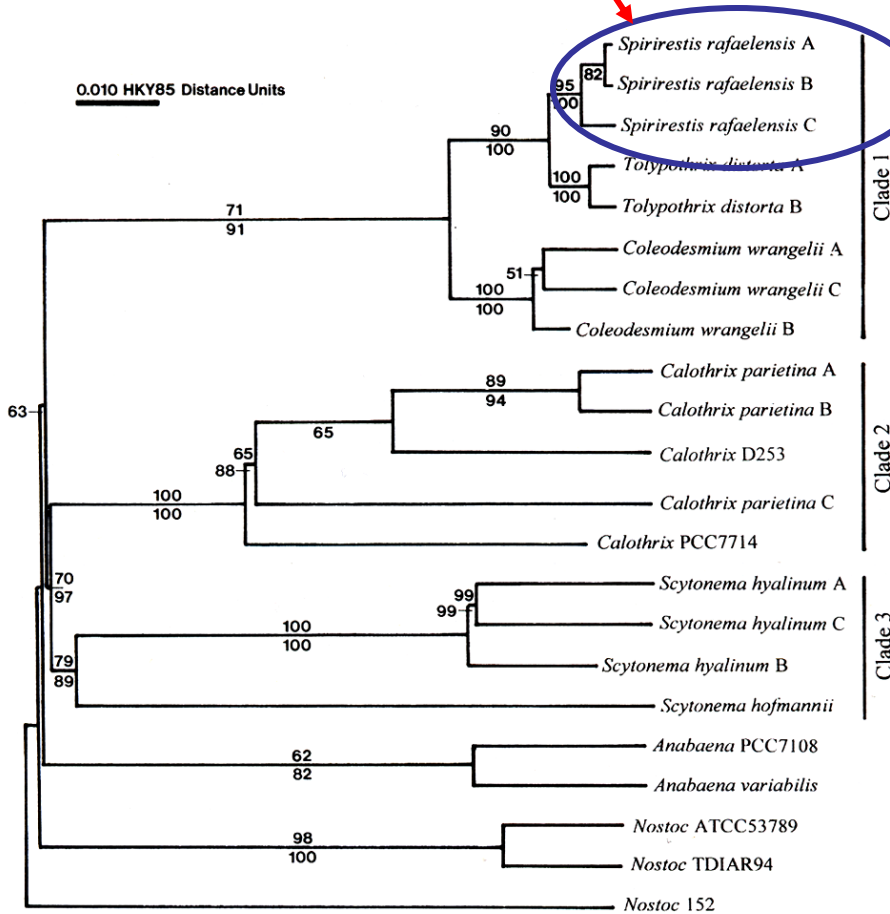 0.010 HKY85 Distance Units
Spirirestis rafaelensis A
82
Spirirestis rafaelensis B
95
100
Spirirestis rafaelensis C
90
100
Tolypothrix distorta A
100
100
Tolypothrix distorta B
Clade 1
71
91
Coleodesmium wrangelii A
51
Coleodesmium wrangelii C
100
100
Coleodesmium wrangelii B
Calothrix parietina A
89
94
Calothrix parietina B
63
65
Calothrix D253
Clade 2
65
88
Calothrix parietina C
100
100
Calothrix PCC7714
70
97
Scytonema hyalinum A
99
99
Scytonema hyalinum C
100
100
Scytonema hyalinum B
Clade 3
79
89
Scytonema hofmannii
Anabaena PCC7108
62
82
Anabaena variabilis
Nostoc ATCC53789
98
100
Nostoc TDIAR94
Nostoc 152